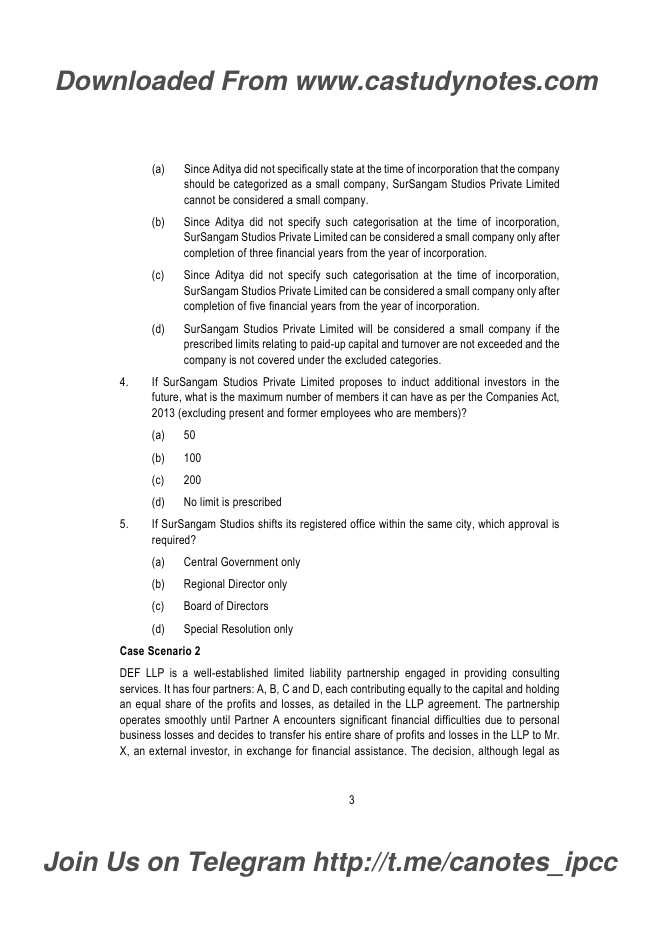 Downloaded From www.castudynotes.com
(a) Since Aditya did not specifically state at the time of incorporation that the company
should be categorized as a small company, SurSangam Studios Private Limited
cannot be considered a small company.
(b) Since Aditya did not specify such categorisation at the time of incorporation,
SurSangam Studios Private Limited can be considered a small company only after
completion of three financial years from the year of incorporation.
(c) Since Aditya did not specify such categorisation at the time of incorporation,
SurSangam Studios Private Limited can be considered a small company only after
completion of five financial years from the year of incorporation.
(d) SurSangam Studios Private Limited will be considered a small company if the
prescribed limits relating to paid-up capital and turnover are not exceeded and the
company is not covered under the excluded categories.
4. If SurSangam Studios Private Limited proposes to induct additional investors in the
future, what is the maximum number of members it can have as per the Companies Act,
2013 (excluding present and former employees who are members)?
(a) 50
(b) 100
(c) 200
(d) No limit is prescribed
5. If SurSangam Studios shifts its registered office within the same city, which approval is
required?
(a) Central Government only
(b) Regional Director only
(c) Board of Directors
(d) Special Resolution only
Case Scenario 2
DEF LLP is a well-established limited liability partnership engaged in providing consulting
services. It has four partners: A, B, C and D, each contributing equally to the capital and holding
an equal share of the profits and losses, as detailed in the LLP agreement. The partnership
operates smoothly until Partner A encounters significant financial difficulties due to personal
business losses and decides to transfer his entire share of profits and losses in the LLP to Mr.
X, an external investor, in exchange for financial assistance. The decision, although legal as
3
Join Us on Telegram http://t.me/canotes_ipcc